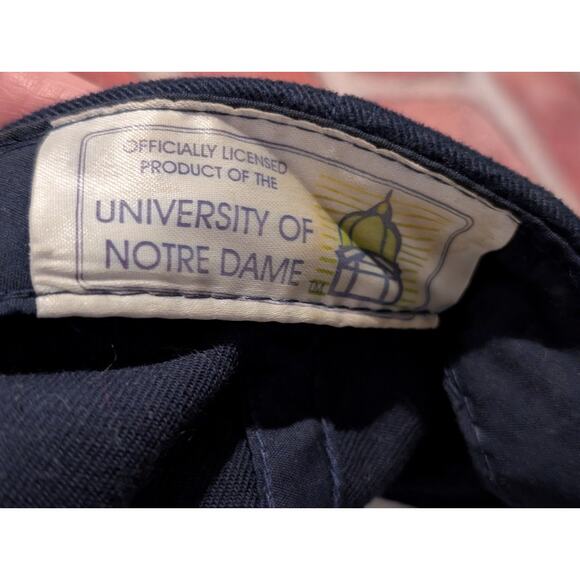 OFFICIALLY LICENSED
PRODUCT OF THE
UNIVERSITY OF
NOTRE DAME
TM